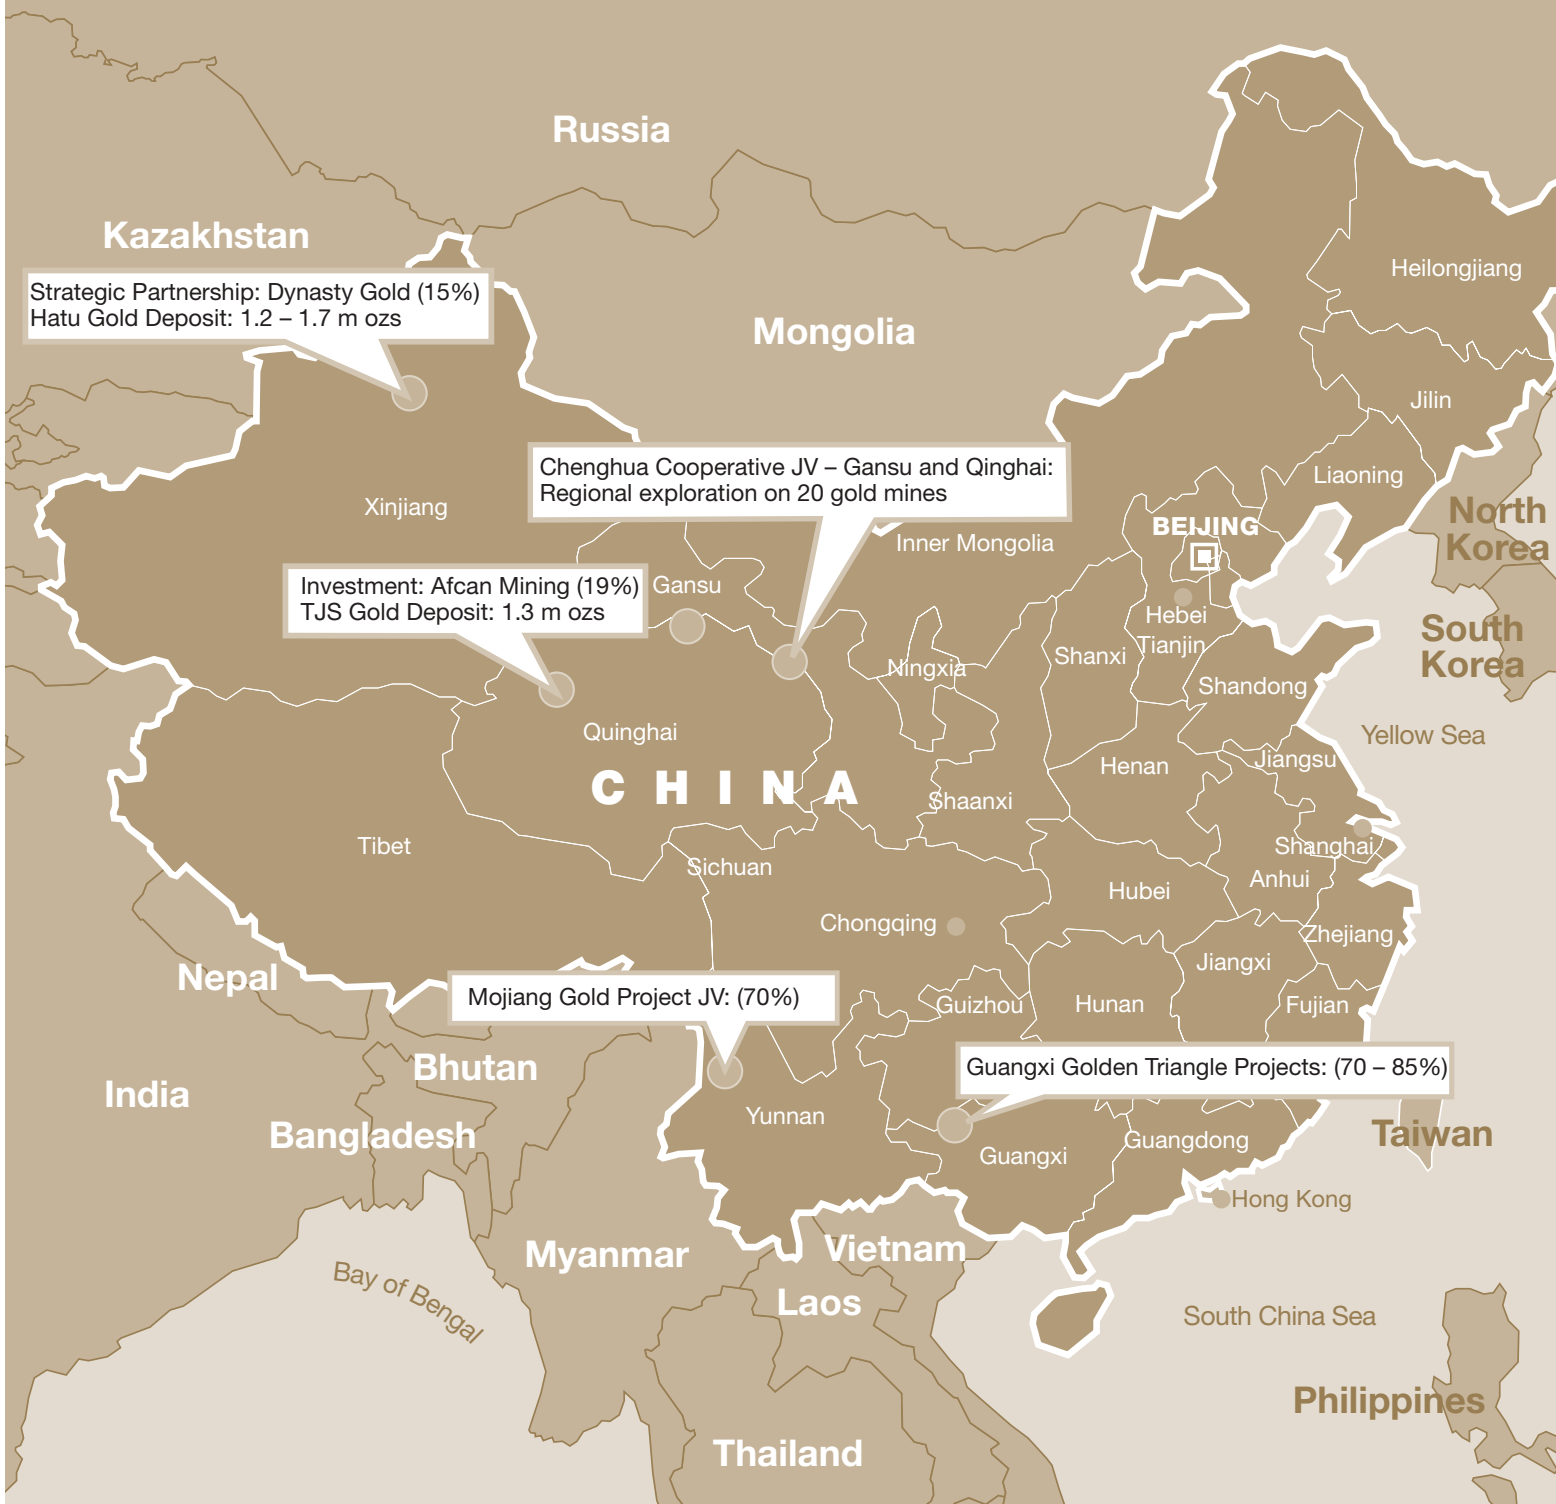 Russia
Kazakhstan
Heilongjiang
Strategic Partnership: Dynasty Gold (15%)
Hatu Gold Deposit: 1.2 – 1.7 m ozs
Mongolia
Jilin
Chenghua Cooperative JV – Gansu and Qinghai:
Regional exploration on 20 gold mines
Liaoning
Xinjiang
North
Korea
BEIJING
Inner Mongolia
Investment: Afcan Mining (19%)
TJS Gold Deposit: 1.3 m ozs
Gansu
Hebei
Tianjin
South
Korea
Shanxi
Ningxia
Shandong
Quinghai
Yellow Sea
Jiangsu
Henan
CHINA
Shaanxi
Tibet
Shanghai
Sichuan
Anhui
Hubei
Chongqing
Zhejiang
Jiangxi
Nepal
Mojiang Gold Project JV: (70%)
Guizhou
Hunan
Fujian
Bhutan
Guangxi Golden Triangle Projects: (70 – 85%)
India
Yunnan
Bangladesh
Taiwan
Guangdong
Guangxi
Hong Kong
Myanmar
Vietnam
Bay of Bengal
Laos
South China Sea
Philippines
Thailand